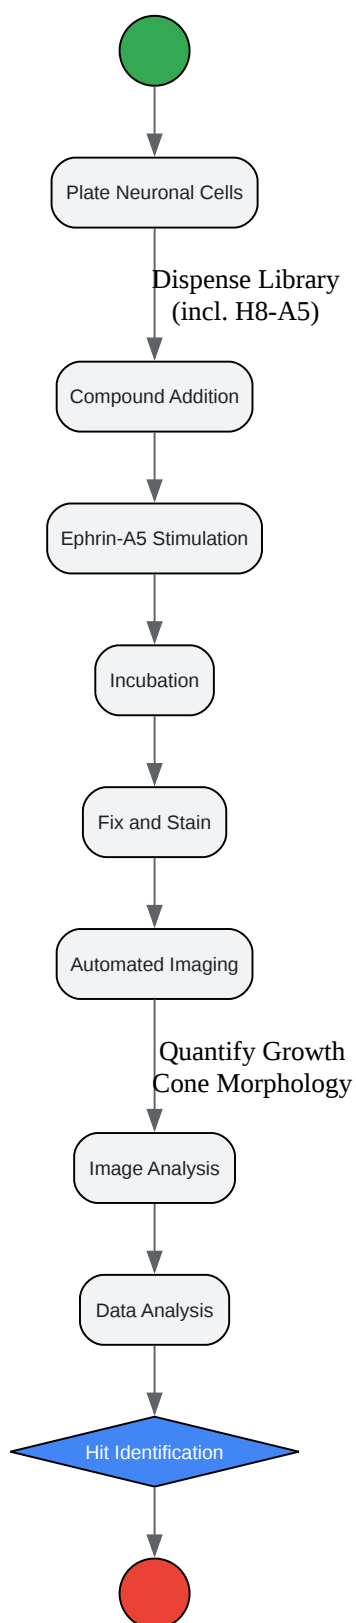 Plate Neuronal Cells
Dispense Library
(incl. H8-A5)
Compound Addition
Ephrin-A5 Stimulation
Incubation
Fix and Stain
Automated Imaging
Quantify Growth
Cone Morphology
Image Analysis
Data Analysis
Hit Identification